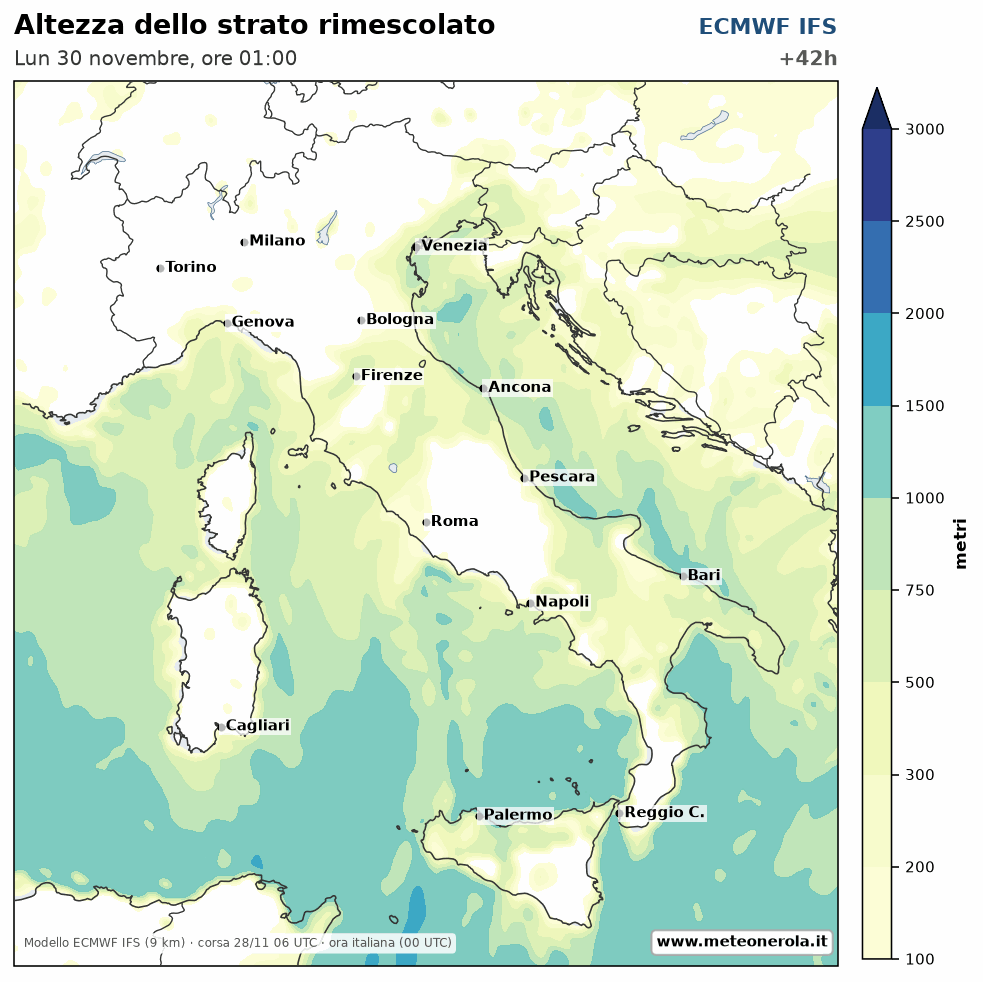 Altezza dello strato rimescolato
ECMWF IFS
Lun 30 novembre, ore 01:00
+42h
Milano
Venezia
Torino
Genova
Bologna
Firenze
Ancona
Pescara
Roma
Bari
Napoli
Cagliari
Palermo
Reggio C.
3000
2500
2000
1500
1000
750
500
300
200
100
metri
Modello ECMWF IFS (9 km) · corsa 28/11 06 UTC · ora italiana (00 UTC)
www.meteonerola.it